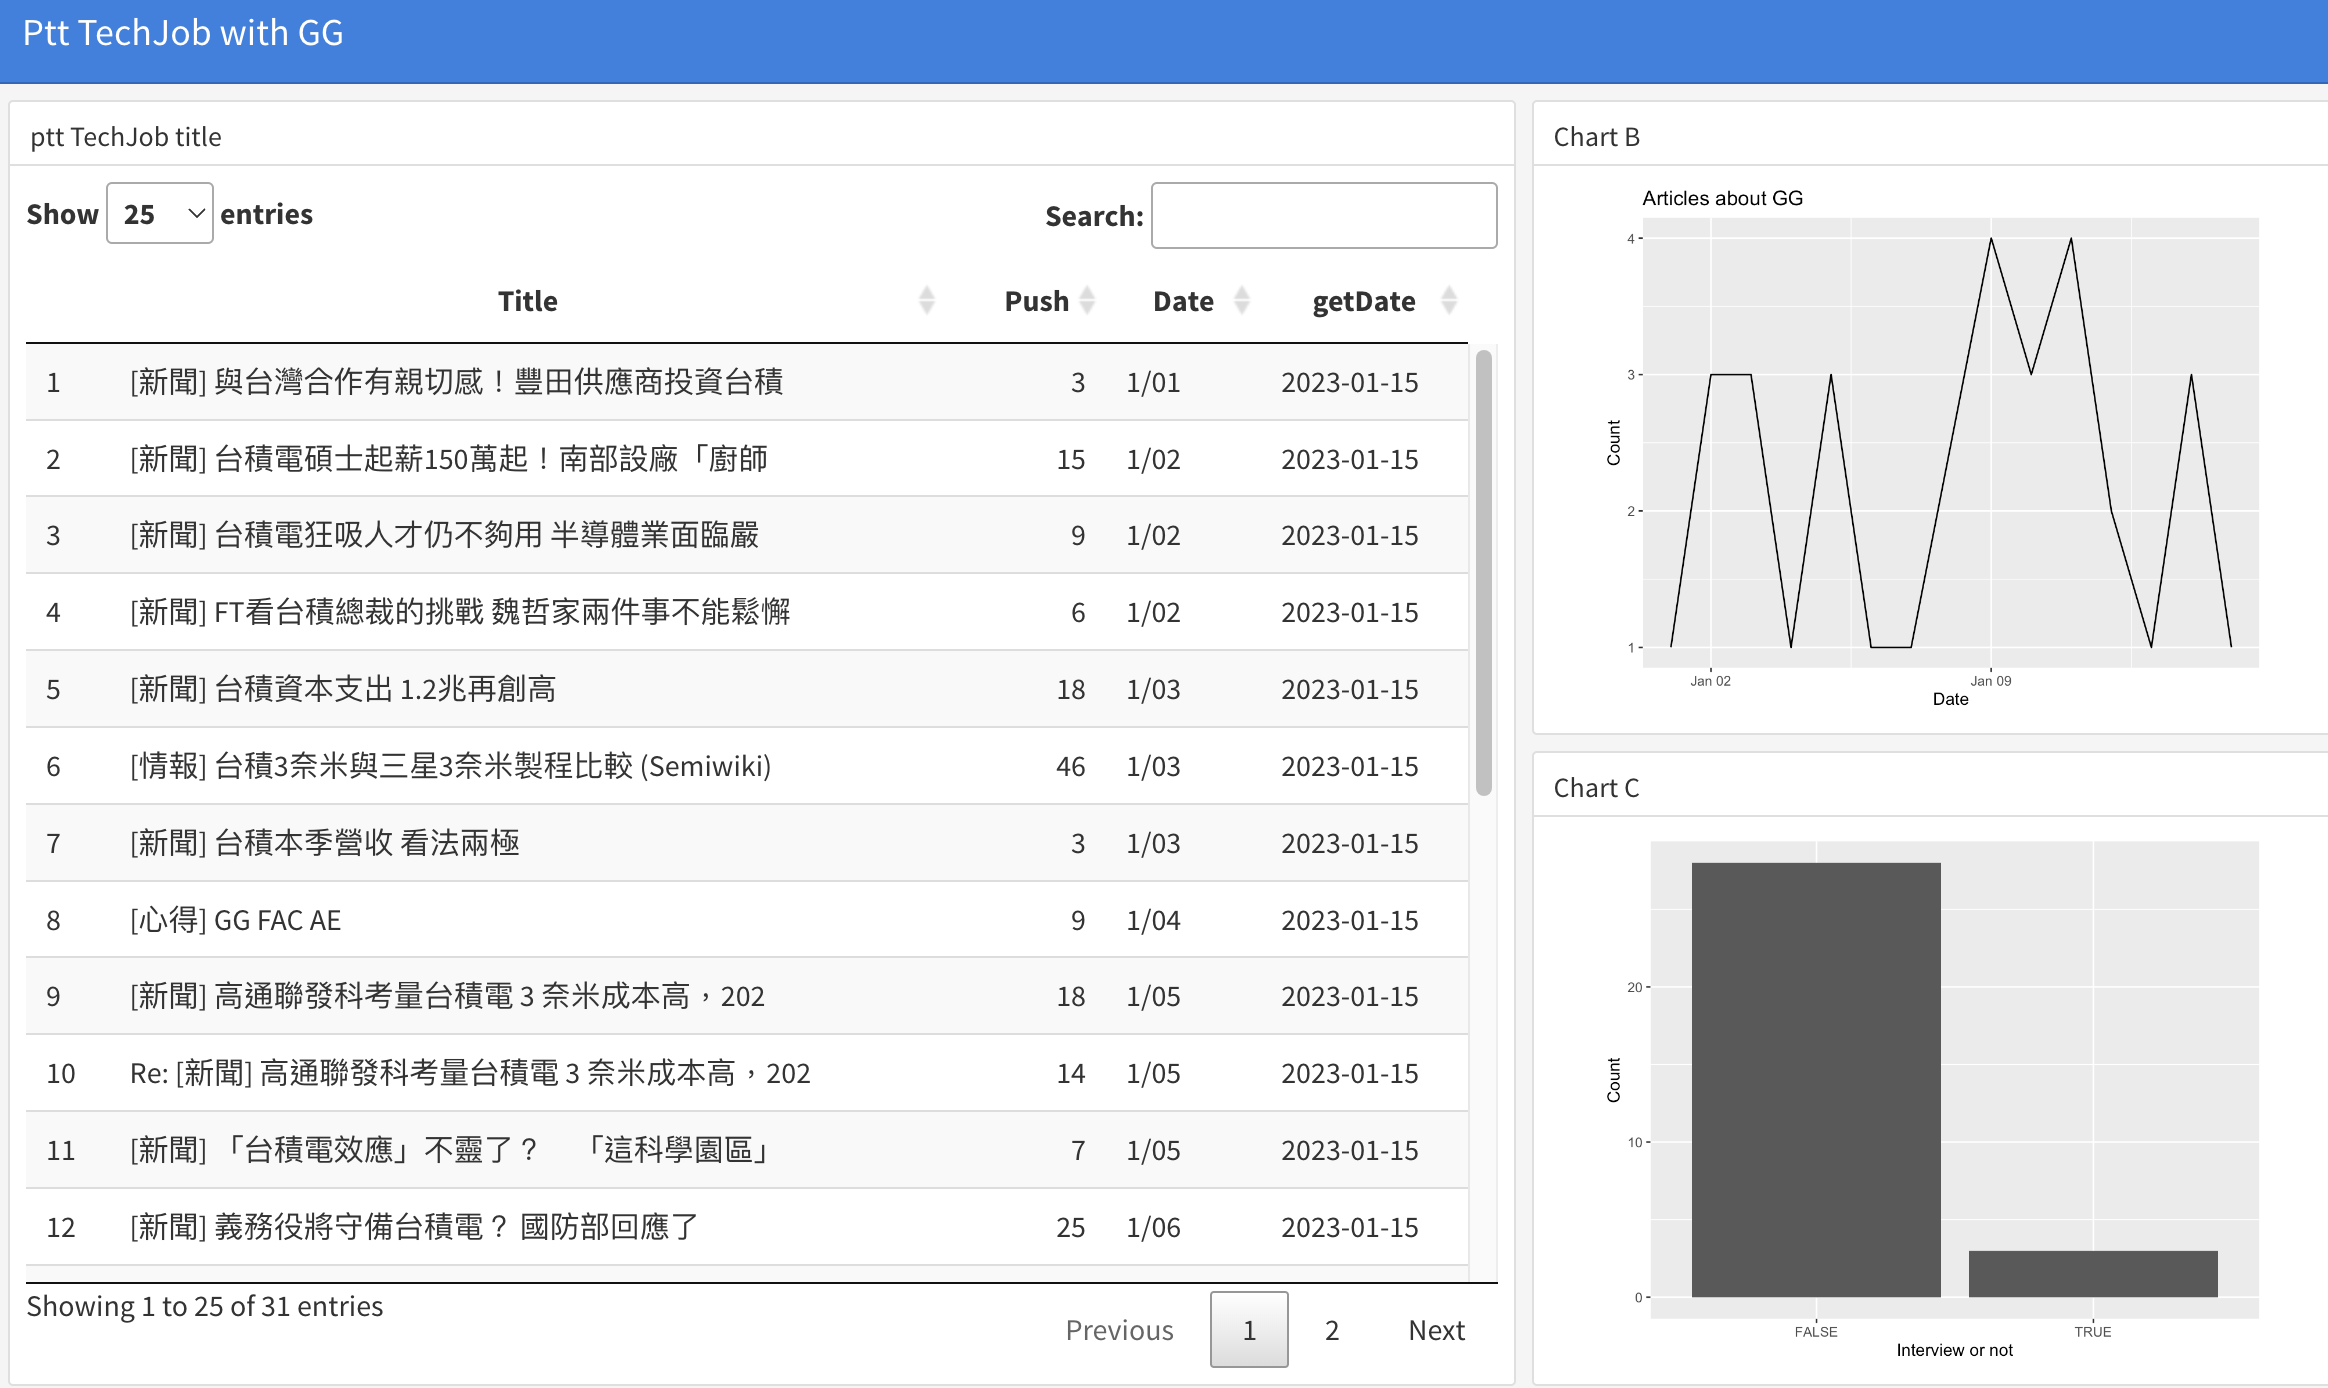 Ptt TechJob with GG
ptt TechJob title
Show 25 entries
Search:
Title Push Date getDate
1 [新聞] 與台灣合作有親切感！豐田供應商投資台積 3 1/01 2023-01-15
2 [新聞] 台積電碩士起薪150萬起！南部設廠「廚師 15 1/02 2023-01-15
3 [新聞] 台積電狂吸人才仍不夠用 半導體業面臨嚴 9 1/02 2023-01-15
4 [新聞] FT看台積總裁的挑戰 魏哲家兩件事不能鬆懈 6 1/02 2023-01-15
5 [新聞] 台積資本支出 1.2兆再創高 18 1/03 2023-01-15
6 [情報] 台積3奈米與三星3奈米製程比較 (Semiwiki) 46 1/03 2023-01-15
7 [新聞] 台積本季營收 看法兩極 3 1/03 2023-01-15
8 [心得] GG FAC AE 9 1/04 2023-01-15
9 [新聞] 高通聯發科考量台積電 3 奈米成本高，202 18 1/05 2023-01-15
10 Re: [新聞] 高通聯發科考量台積電 3 奈米成本高，202 14 1/05 2023-01-15
11 [新聞] 「台積電效應」不靈了？　「這科學園區」 7 1/05 2023-01-15
12 [新聞] 義務役將守備台積電？ 國防部回應了 25 1/06 2023-01-15
Showing 1 to 25 of 31 entries
Previous 1 2 Next
Chart B
Articles about GG
4
3
2
1
Count
Jan 02 Jan 09
Date
Chart C
20
10
0
Count
FALSE TRUE
Interview or not